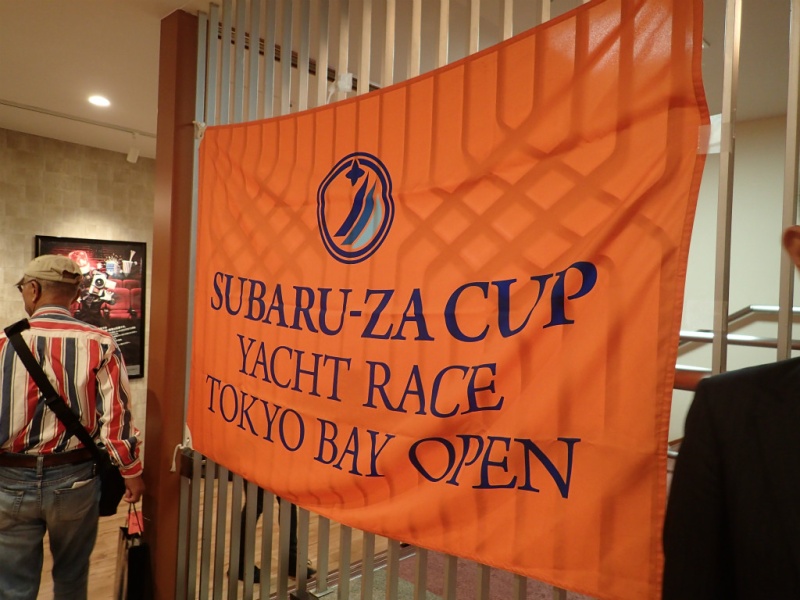 SUBARU-ZA CUP
YACHT RACE
TOKYO BAY OPEN